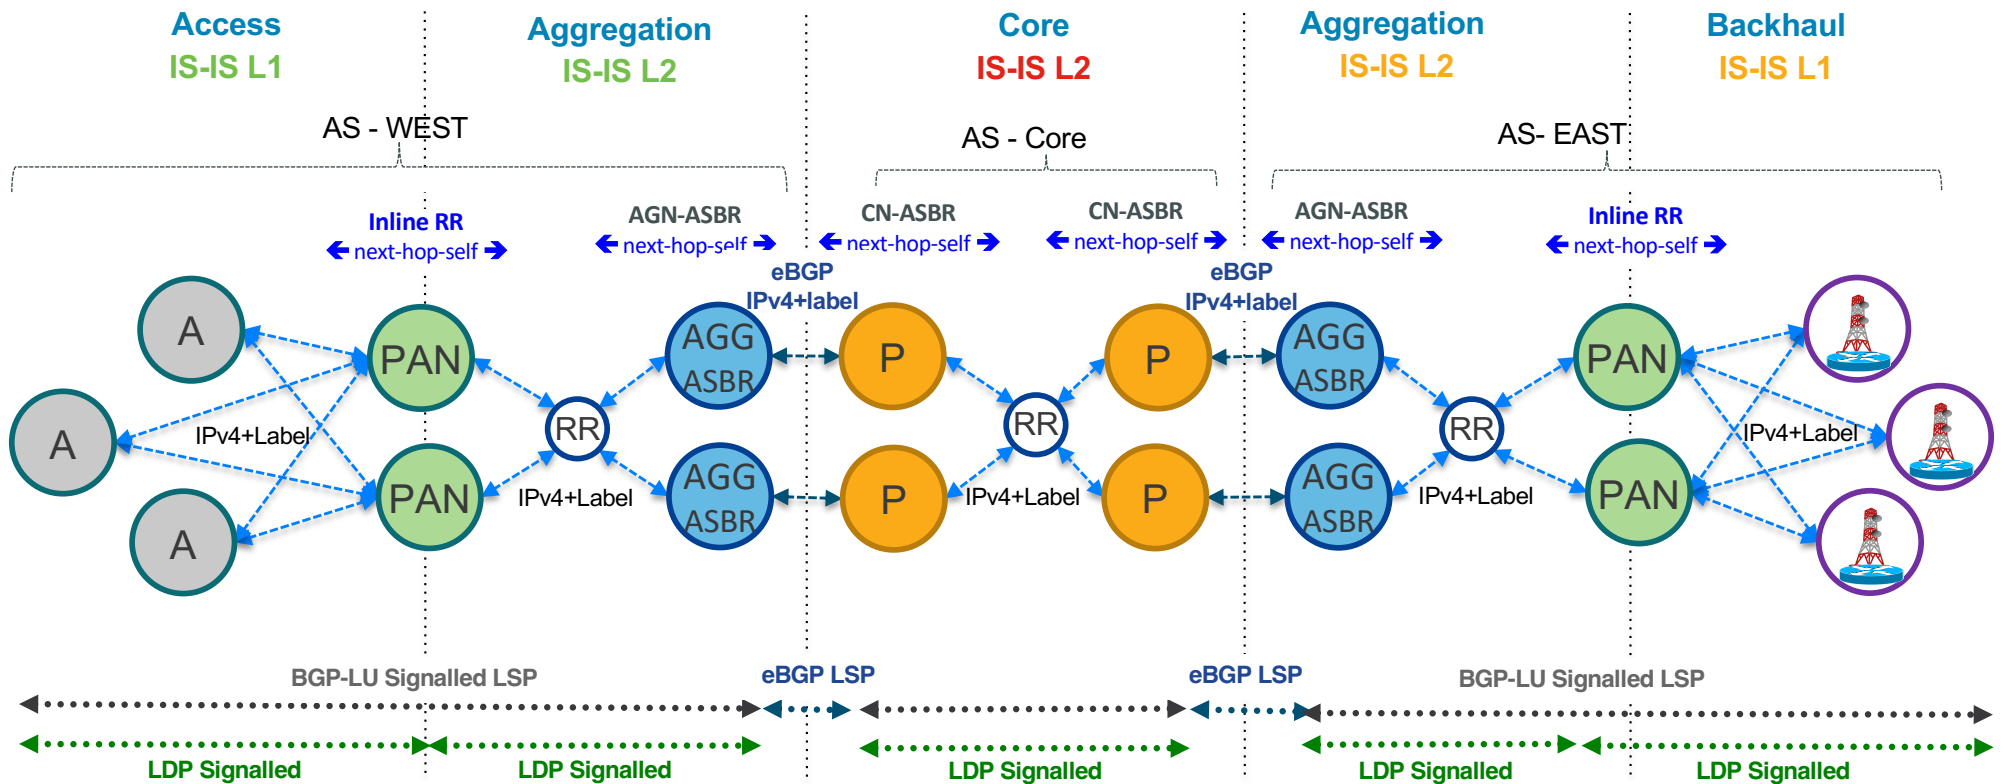 Access
IS-IS L1
Aggregation
IS-IS L2
Core
IS-IS L2
Aggregation
IS-IS L2
Backhaul
IS-IS L1
AS - WEST
AS - Core
AS- EAST
Inline RR
next-hop-self
AGN-ASBR
next-hop-self
CN-ASBR
next-hop-self
CN-ASBR
next-hop-self
AGN-ASBR
next-hop-self
Inline RR
next-hop-self
eBGP
IPv4+label
eBGP
IPv4+label
A
A
A
IPv4+Label
PAN
PAN
RR
IPv4+Label
AGG
ASBR
AGG
ASBR
P
P
RR
IPv4+Label
P
P
AGG
ASBR
AGG
ASBR
RR
IPv4+Label
PAN
PAN
IPv4+Label
BGP-LU Signalled LSP
eBGP LSP
eBGP LSP
BGP-LU Signalled LSP
LDP Signalled
LDP Signalled
LDP Signalled
LDP Signalled
LDP Signalled